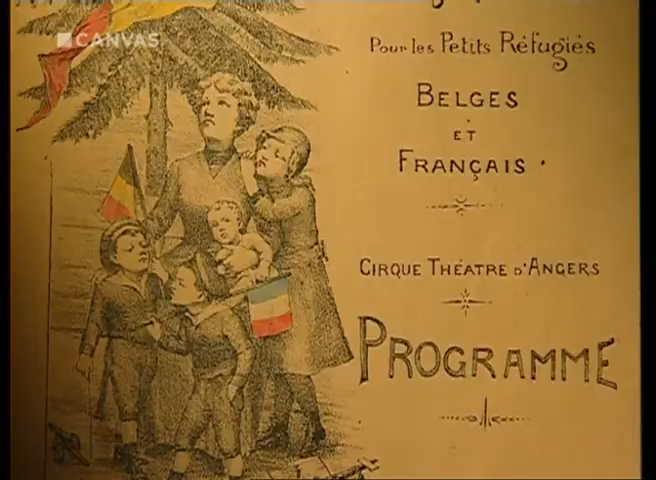 CANVAS
Pour les Petits Réfugiés
BELGES
ET
FRANÇAIS.
CIRQUE THÉATRE D'ANGERS
PROGRAMME